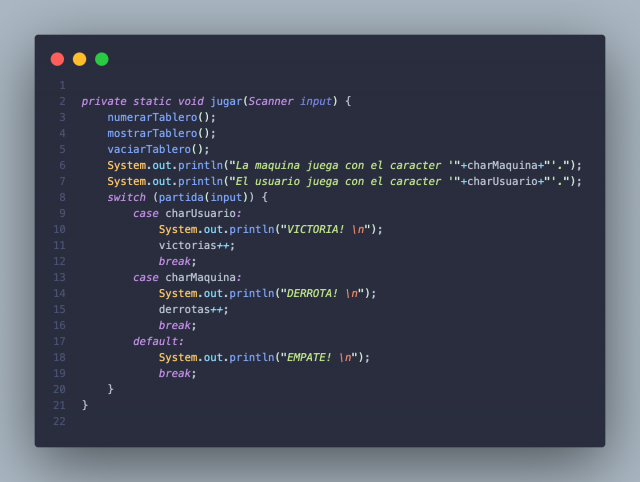 1
2 private static void jugar(Scanner input) {
3 numerarTablero();
4 mostrarTablero();
5 vaciarTablero();
6 System.out.println("La maquina juega con el caracter '"+charMaquina+"'.");
7 System.out.println("El usuario juega con el caracter '"+charUsuario+"'.");
8 switch (partida(input)) {
9 case charUsuario:
10 System.out.println("VICTORIA! \n");
11 victorias++;
12 break;
13 case charMaquina:
14 System.out.println("DERROTA! \n");
15 derrotas++;
16 break;
17 default:
18 System.out.println("EMPATE! \n");
19 break;
20 }
21 }
22